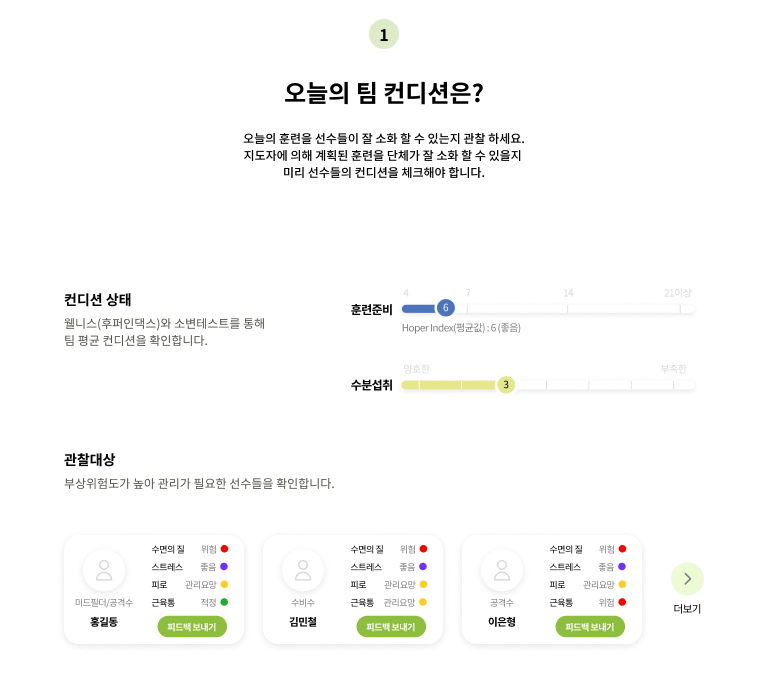 1
오늘의 팀 컨디션은?
오늘의 훈련을 선수들이 잘 소화 할 수 있는지 관찰 하세요.
지도자에 의해 계획된 훈련을 단체가 잘 소화 할 수 있을지
미리 선수들의 컨디션을 체크해야 합니다.
컨디션 상태
웰니스(후퍼인댁스)와 소변테스트를 통해
팀 평균 컨디션을 확인합니다.
4 7 14 21이상
훈련준비 6
Hoper Index(평균값) : 6 (좋음)
양호한 부족한
수분섭취 3
관찰대상
부상위험도가 높아 관리가 필요한 선수들을 확인합니다.
수면의 질 위험
스트레스 좋음
피로 관리요망
근육통 적정
미드필더/공격수
홍길동
피드백 보내기
수면의 질 위험
스트레스 좋음
피로 관리요망
근육통 관리요망
수비수
김민철
피드백 보내기
수면의 질 위험
스트레스 좋음
피로 관리요망
근육통 위험
공격수
이은형
피드백 보내기
더보기